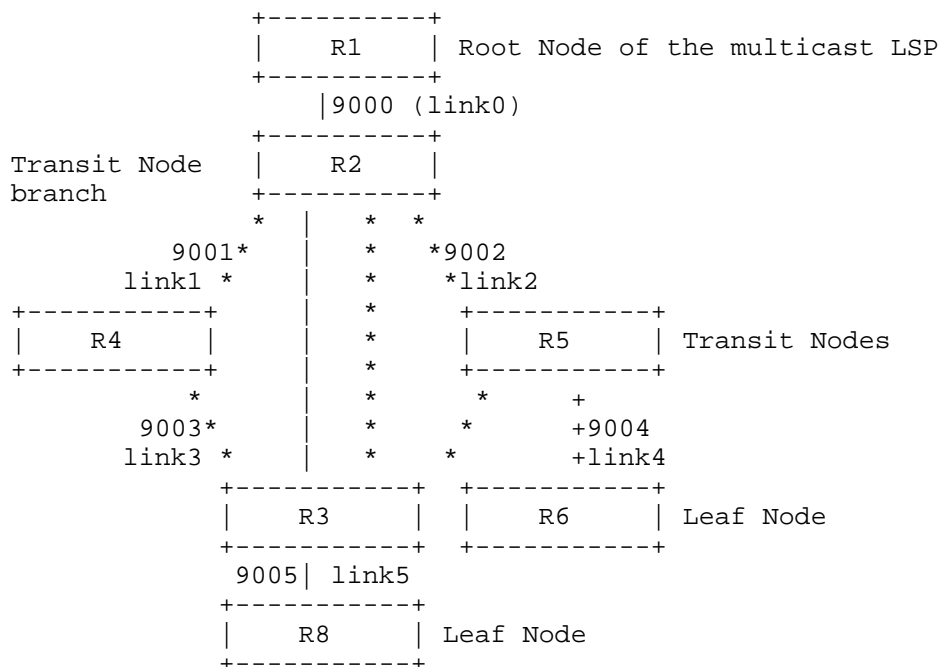 R1 Root Node of the multicast LSP
9000 (link0)
Transit Node R2
branch
9001 9002
link1 link2
R4 R5 Transit Nodes
9003 9004
link3 link4
R3 R6 Leaf Node
9005 link5
R8 Leaf Node